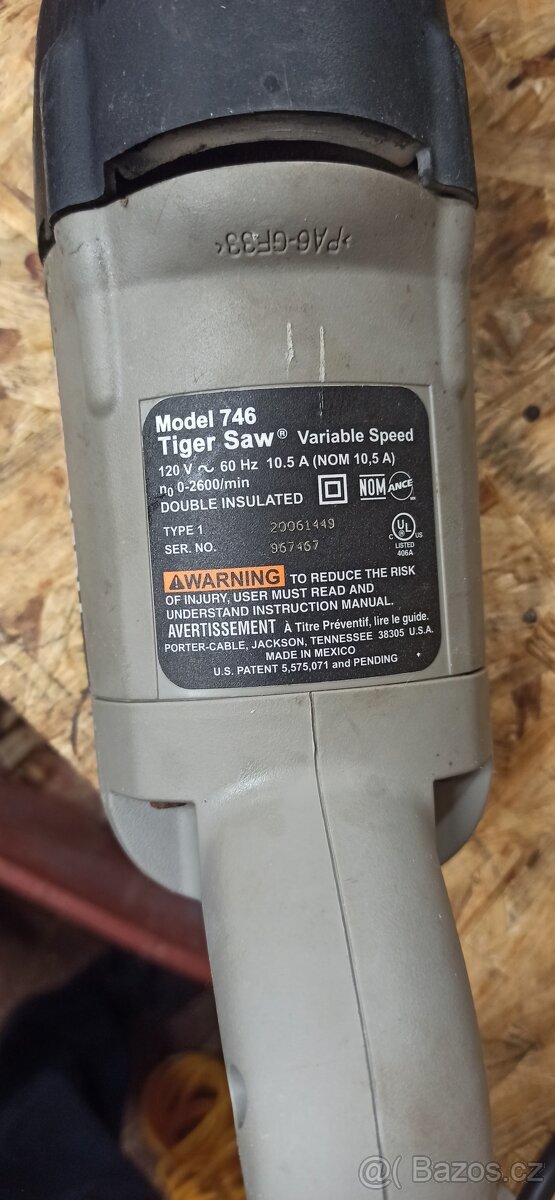 >PA6-GF33<
Model 746
Tiger Saw® Variable Speed
120 V ~ 60 Hz 10.5 A (NOM 10,5 A)
n0 0-2600/min
DOUBLE INSULATED NOM ANCE
TYPE 1 20061449
SER. NO. 967467
C UL US
LISTED
406A
WARNING TO REDUCE THE RISK
OF INJURY, USER MUST READ AND
UNDERSTAND INSTRUCTION MANUAL.
AVERTISSEMENT À Titre Préventif, lire le guide.
PORTER-CABLE, JACKSON, TENNESSEE 38305 U.S.A.
MADE IN MEXICO
U.S. PATENT 5,575,071 and PENDING
@ Bazos.cz